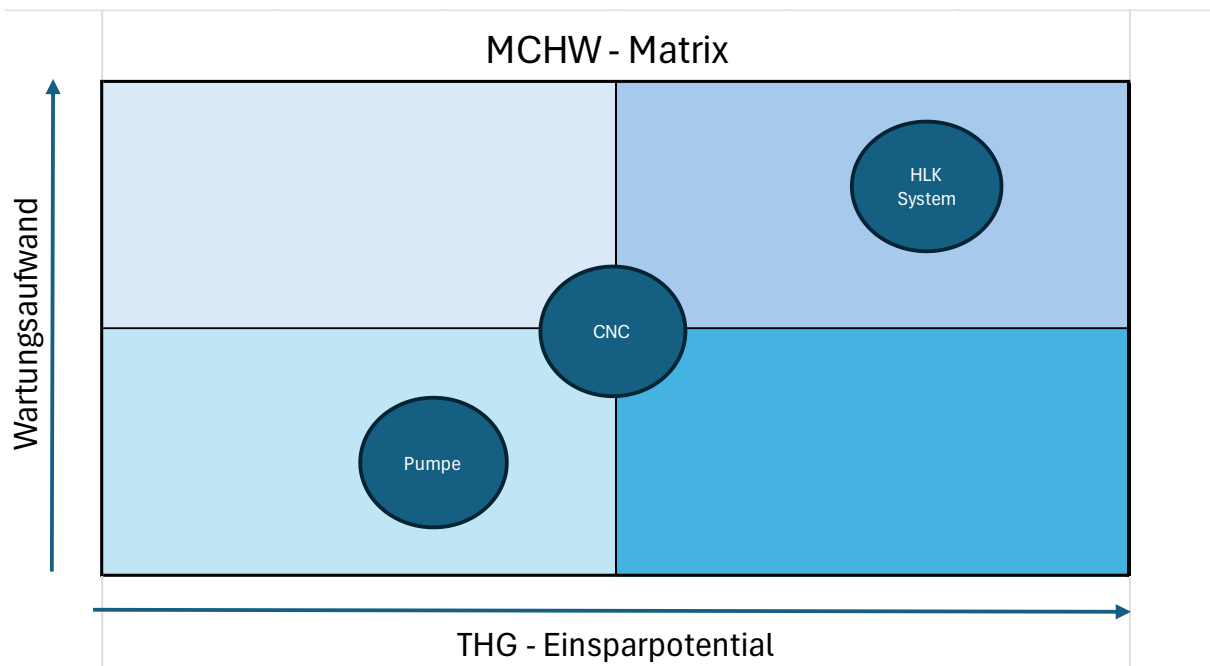 MCHW - Matrix
Wartungsaufwand
HLK
System
CNC
Pumpe
THG - Einsparpotential